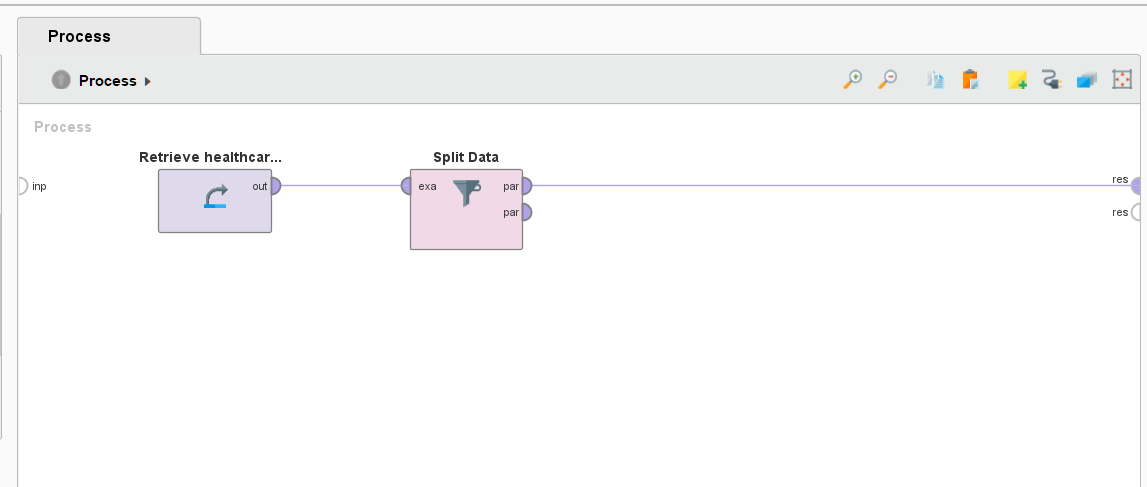 Process
Process
Process
Retrieve healthcar...
Split Data
inp
out
exa
par
res
par
res